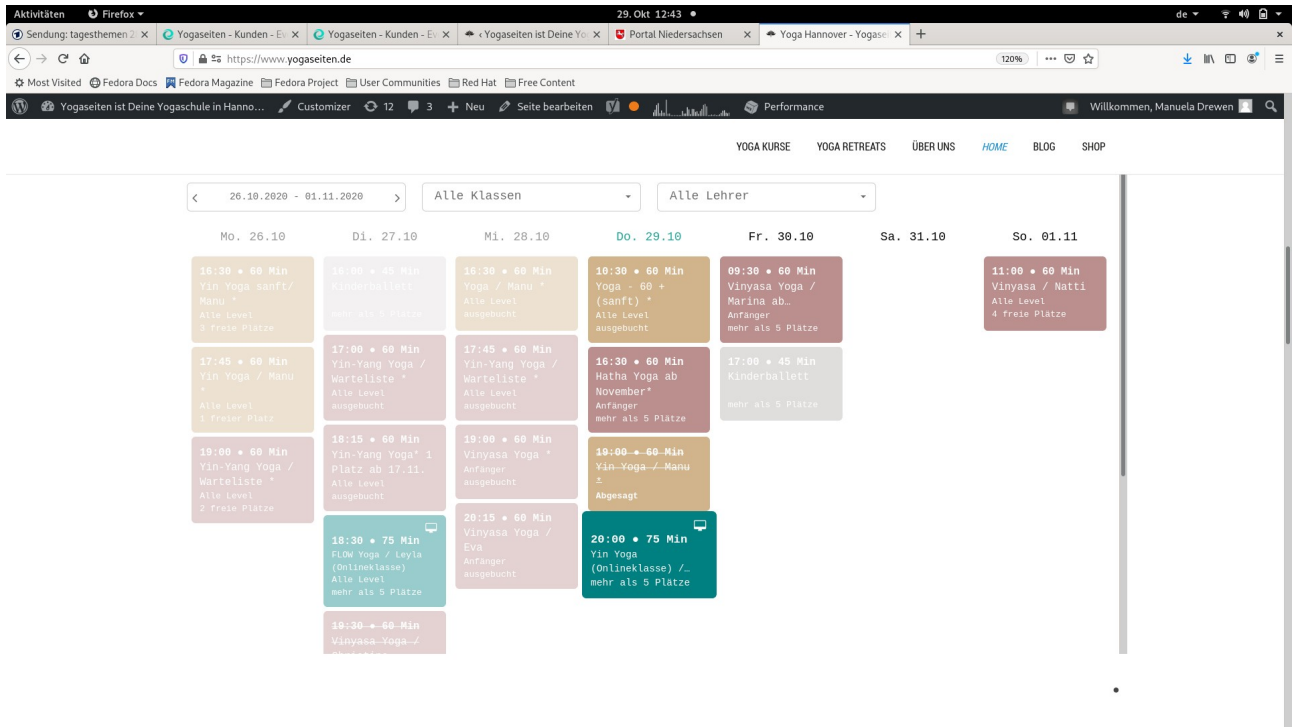 Aktivitäten Firefox 29. Okt 12:43 de
Sendung: tagesthemen 2 Yogaseiten - Kunden - Ev Yogaseiten - Kunden - Ev ‹ Yogaseiten ist Deine Yo Portal Niedersachsen Yoga Hannover - Yogasei
https://www.yogaseiten.de 120%
Most Visited Fedora Docs Fedora Magazine Fedora Project User Communities Red Hat Free Content
Yogaseiten ist Deine Yogaschule in Hanno... Customizer 12 3 Neu Seite bearbeiten Performance Willkommen, Manuela Drewen
YOGA KURSE YOGA RETREATS ÜBER UNS HOME BLOG SHOP
26.10.2020 - 01.11.2020 Alle Klassen Alle Lehrer
Mo. 26.10 Di. 27.10 Mi. 28.10 Do. 29.10 Fr. 30.10 Sa. 31.10 So. 01.11
16:30 • 60 Min
Yin Yoga sanft/
Manu *
Alle Level
3 freie Plätze
17:45 • 60 Min
Yin Yoga / Manu
*
Alle Level
1 freier Platz
19:00 • 60 Min
Yin-Yang Yoga /
Warteliste *
Alle Level
2 freie Plätze
16:00 • 45 Min
Kinderballett
mehr als 5 Plätze
17:00 • 60 Min
Yin-Yang Yoga /
Warteliste *
Alle Level
ausgebucht
18:15 • 60 Min
Yin-Yang Yoga* 1
Platz ab 17.11.
Alle Level
ausgebucht
18:30 • 75 Min
FLOW Yoga / Leyla
(Onlineklasse)
Alle Level
mehr als 5 Plätze
19:30 • 60 Min
Vinyasa Yoga /
16:30 • 60 Min
Yoga / Manu *
Alle Level
ausgebucht
17:45 • 60 Min
Yin-Yang Yoga /
Warteliste *
Alle Level
ausgebucht
19:00 • 60 Min
Vinyasa Yoga *
Anfänger
ausgebucht
20:15 • 60 Min
Vinyasa Yoga /
Eva
Anfänger
ausgebucht
10:30 • 60 Min
Yoga - 60 +
(sanft) *
Alle Level
ausgebucht
16:30 • 60 Min
Hatha Yoga ab
November*
Anfänger
mehr als 5 Plätze
19:00 • 60 Min
Yin Yoga / Manu
*
Abgesagt
20:00 • 75 Min
Yin Yoga
(Onlineklasse) /…
mehr als 5 Plätze
09:30 • 60 Min
Vinyasa Yoga /
Marina ab…
Anfänger
mehr als 5 Plätze
17:00 • 45 Min
Kinderballett
mehr als 5 Plätze
11:00 • 60 Min
Vinyasa / Natti
Alle Level
4 freie Plätze